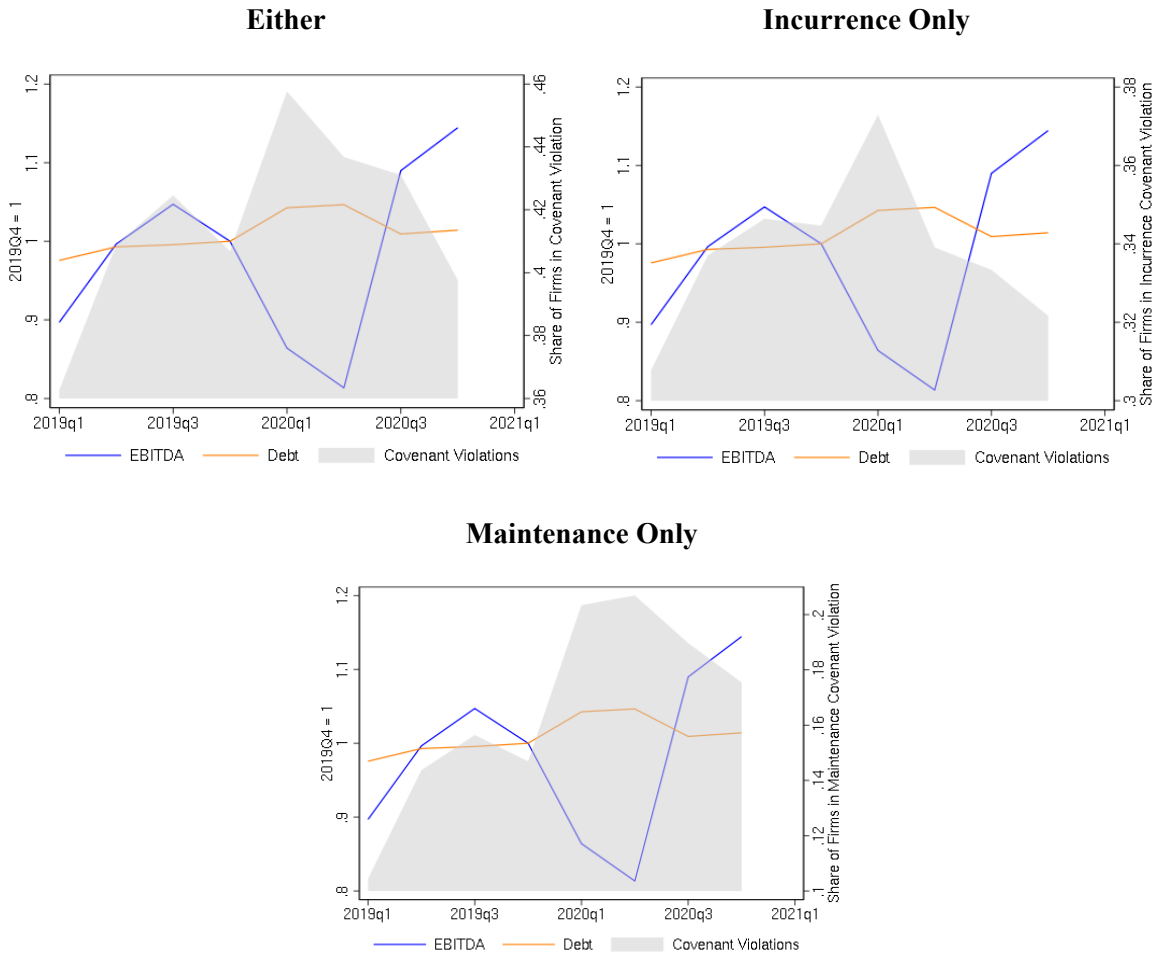 Either
Incurrence Only
1.2
1.1
1
.9
.8
2019Q4 = 1
.46
.44
.42
.4
.38
.36
Share of Firms in Covenant Violation
2019q1
2019q3
2020q1
2020q3
2021q1
EBITDA
Debt
Covenant Violations
1.2
1.1
1
.9
.8
2019Q4 = 1
.38
.36
.34
.32
.3
Share of Firms in Incurrence Covenant Violation
2019q1
2019q3
2020q1
2020q3
2021q1
EBITDA
Debt
Covenant Violations
Maintenance Only
1.2
1.1
1
.9
.8
2019Q4 = 1
.2
.18
.16
.14
.12
.1
Share of Firms in Maintenance Covenant Violation
2019q1
2019q3
2020q1
2020q3
2021q1
EBITDA
Debt
Covenant Violations